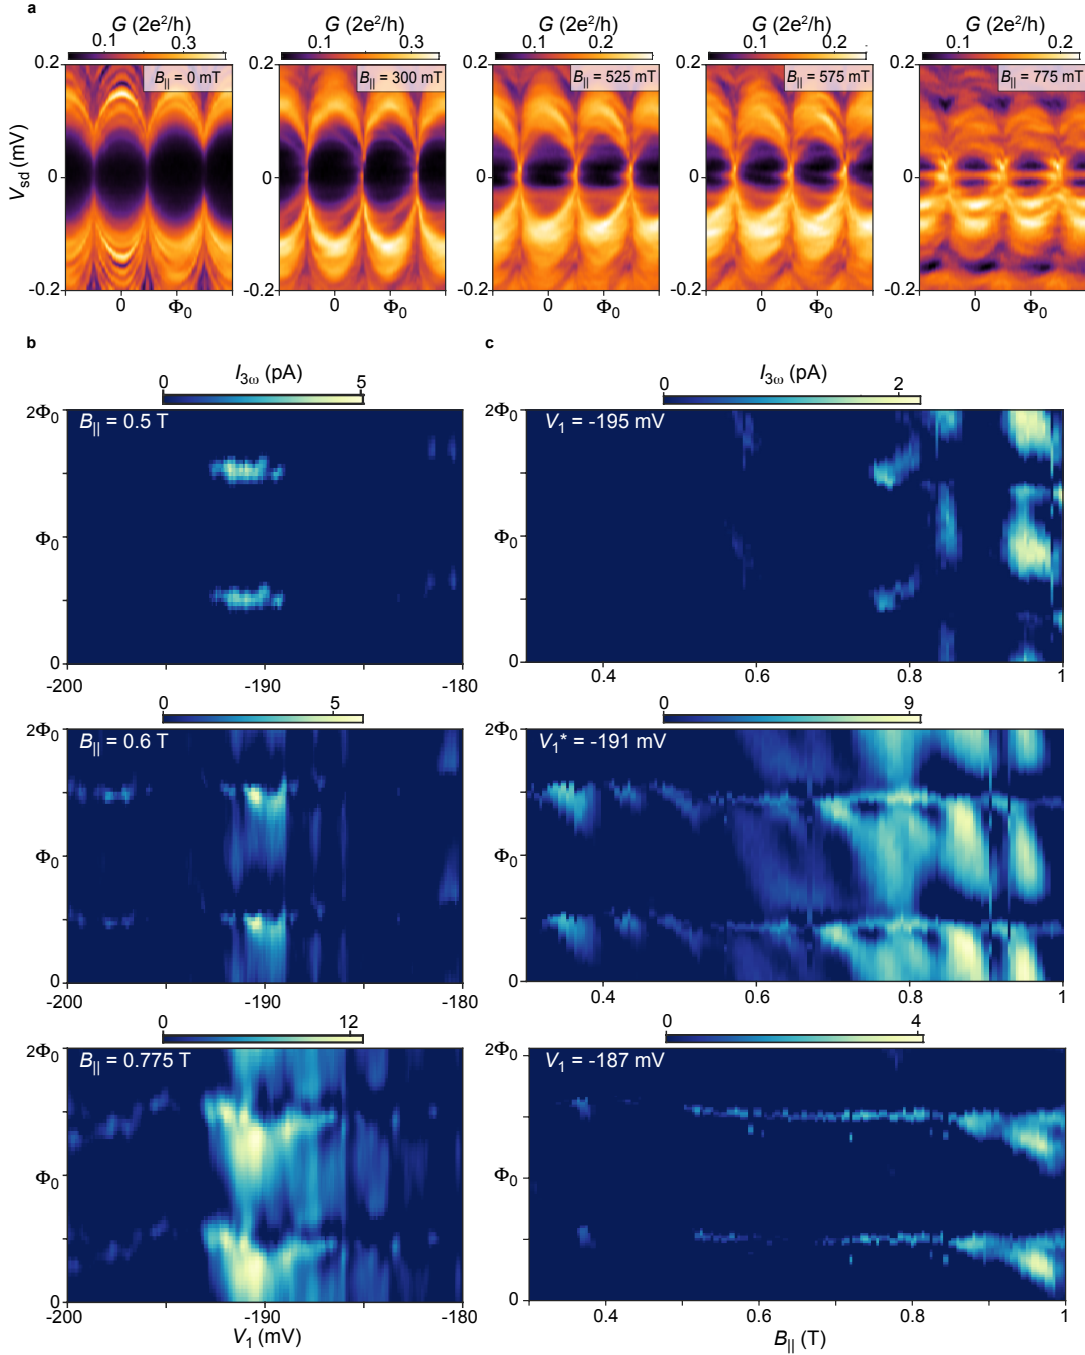 a
G (2e²/h) G (2e²/h) G (2e²/h) G (2e²/h) G (2e²/h)
0.1 0.3 0.1 0.3 0.1 0.2 0.1 0.2 0.1 0.2
0.2 0.2 0.2 0.2 0.2
B|| = 0 mT B|| = 300 mT B|| = 525 mT B|| = 575 mT B|| = 775 mT
Vsd (mV)
0 0 0 0 0
-0.2 -0.2 -0.2 -0.2 -0.2
0 Φ0 0 Φ0 0 Φ0 0 Φ0 0 Φ0
b
I3ω (pA)
0 5
2Φ0
B|| = 0.5 T
Φ0
0
-200 -190 -180
0 5
2Φ0
B|| = 0.6 T
Φ0
0
-200 -190 -180
0 12
2Φ0
B|| = 0.775 T
Φ0
0
-200 -190 -180
V1 (mV)
c
I3ω (pA)
0 2
2Φ0
V1 = -195 mV
Φ0
0
0.4 0.6 0.8 1
0 9
2Φ0
V1* = -191 mV
Φ0
0
0.4 0.6 0.8 1
0 4
2Φ0
V1 = -187 mV
Φ0
0
0.4 0.6 0.8 1
B|| (T)